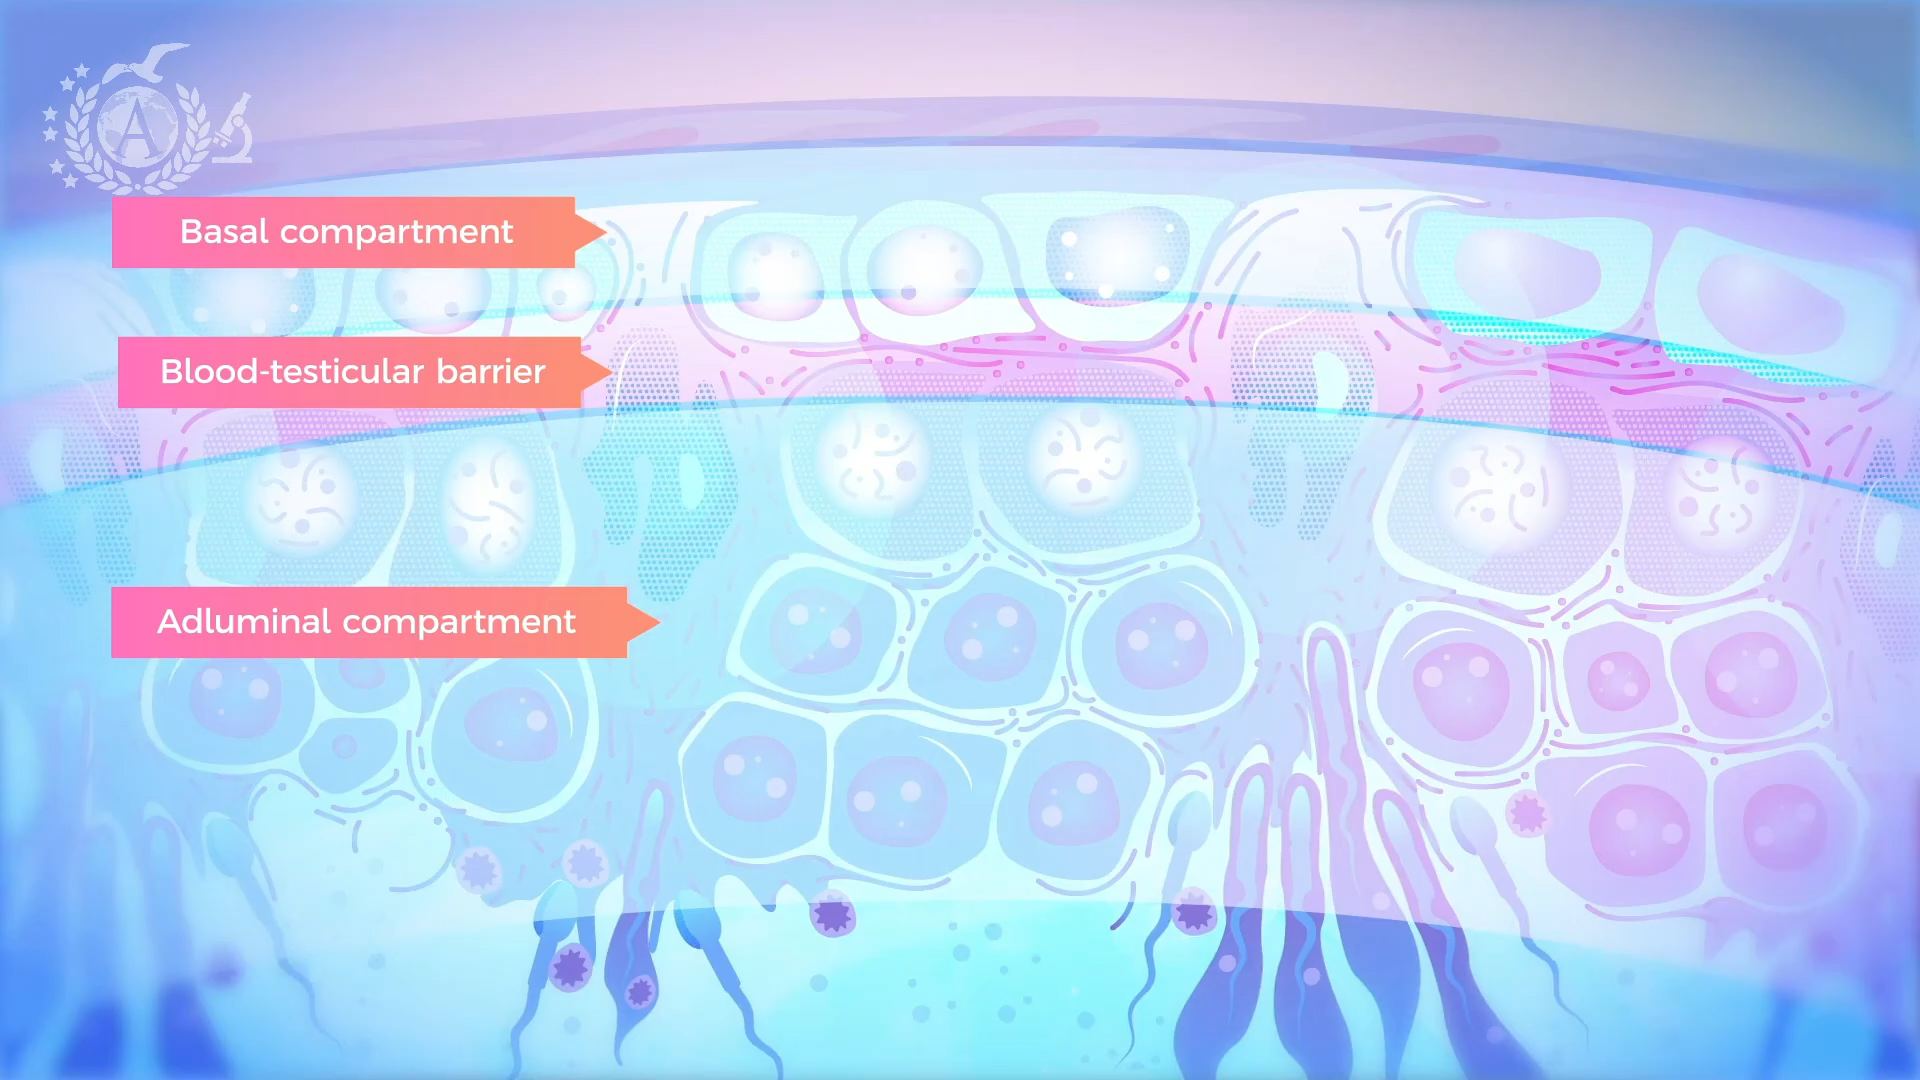 A
Basal compartment
Blood-testicular barrier
Adluminal compartment